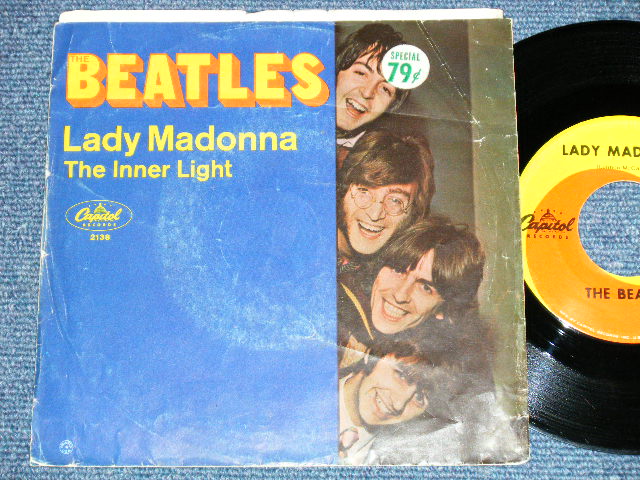 THE
BEATLES
Lady Madonna
The Inner Light
Capitol
RECORDS
2138
SPECIAL
79¢
LADY MAD
Capitol
RECORDS
THE BEA